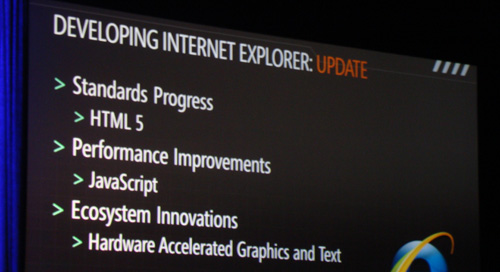 DEVELOPING INTERNET EXPLORER: UPDATE
> Standards Progress
> HTML 5
> Performance Improvements
> JavaScript
> Ecosystem Innovations
> Hardware Accelerated Graphics and Text